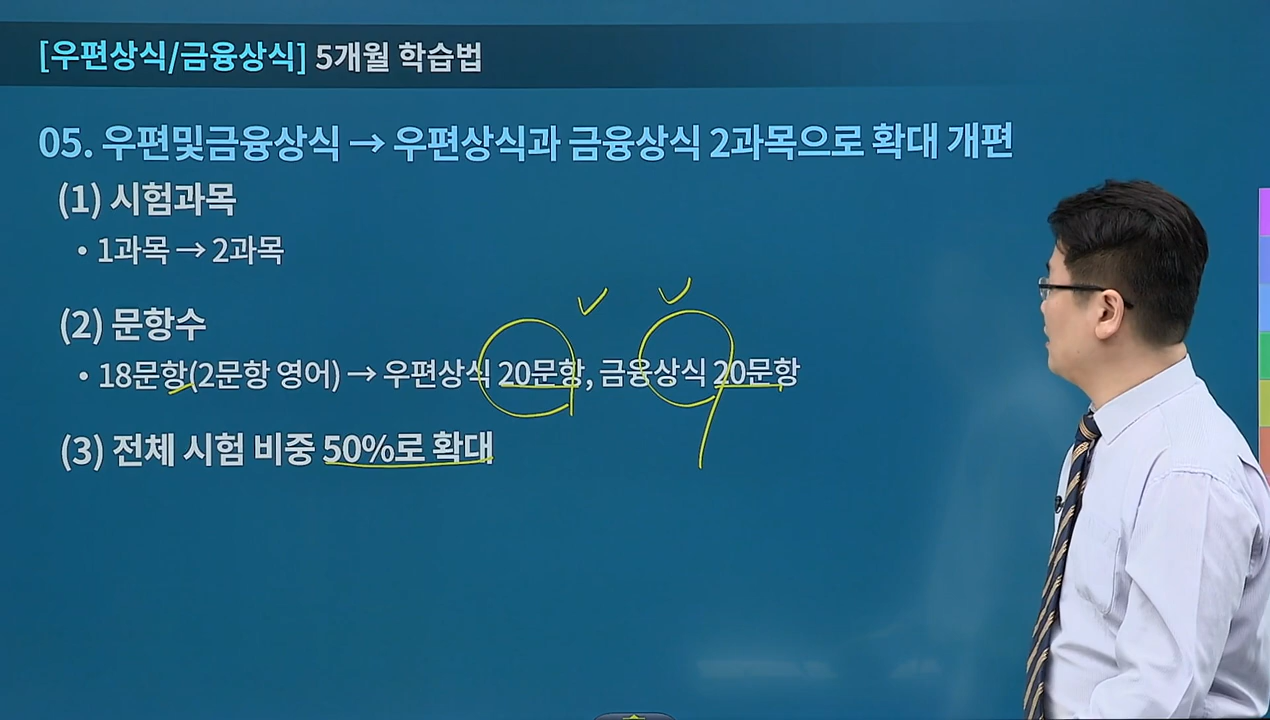 [우편상식/금융상식] 5개월 학습법
05. 우편및금융상식 → 우편상식과 금융상식 2과목으로 확대 개편
(1) 시험과목
• 1과목 → 2과목
(2) 문항수
• 18문항(2문항 영어) → 우편상식 20문항, 금융상식 20문항
(3) 전체 시험 비중 50%로 확대